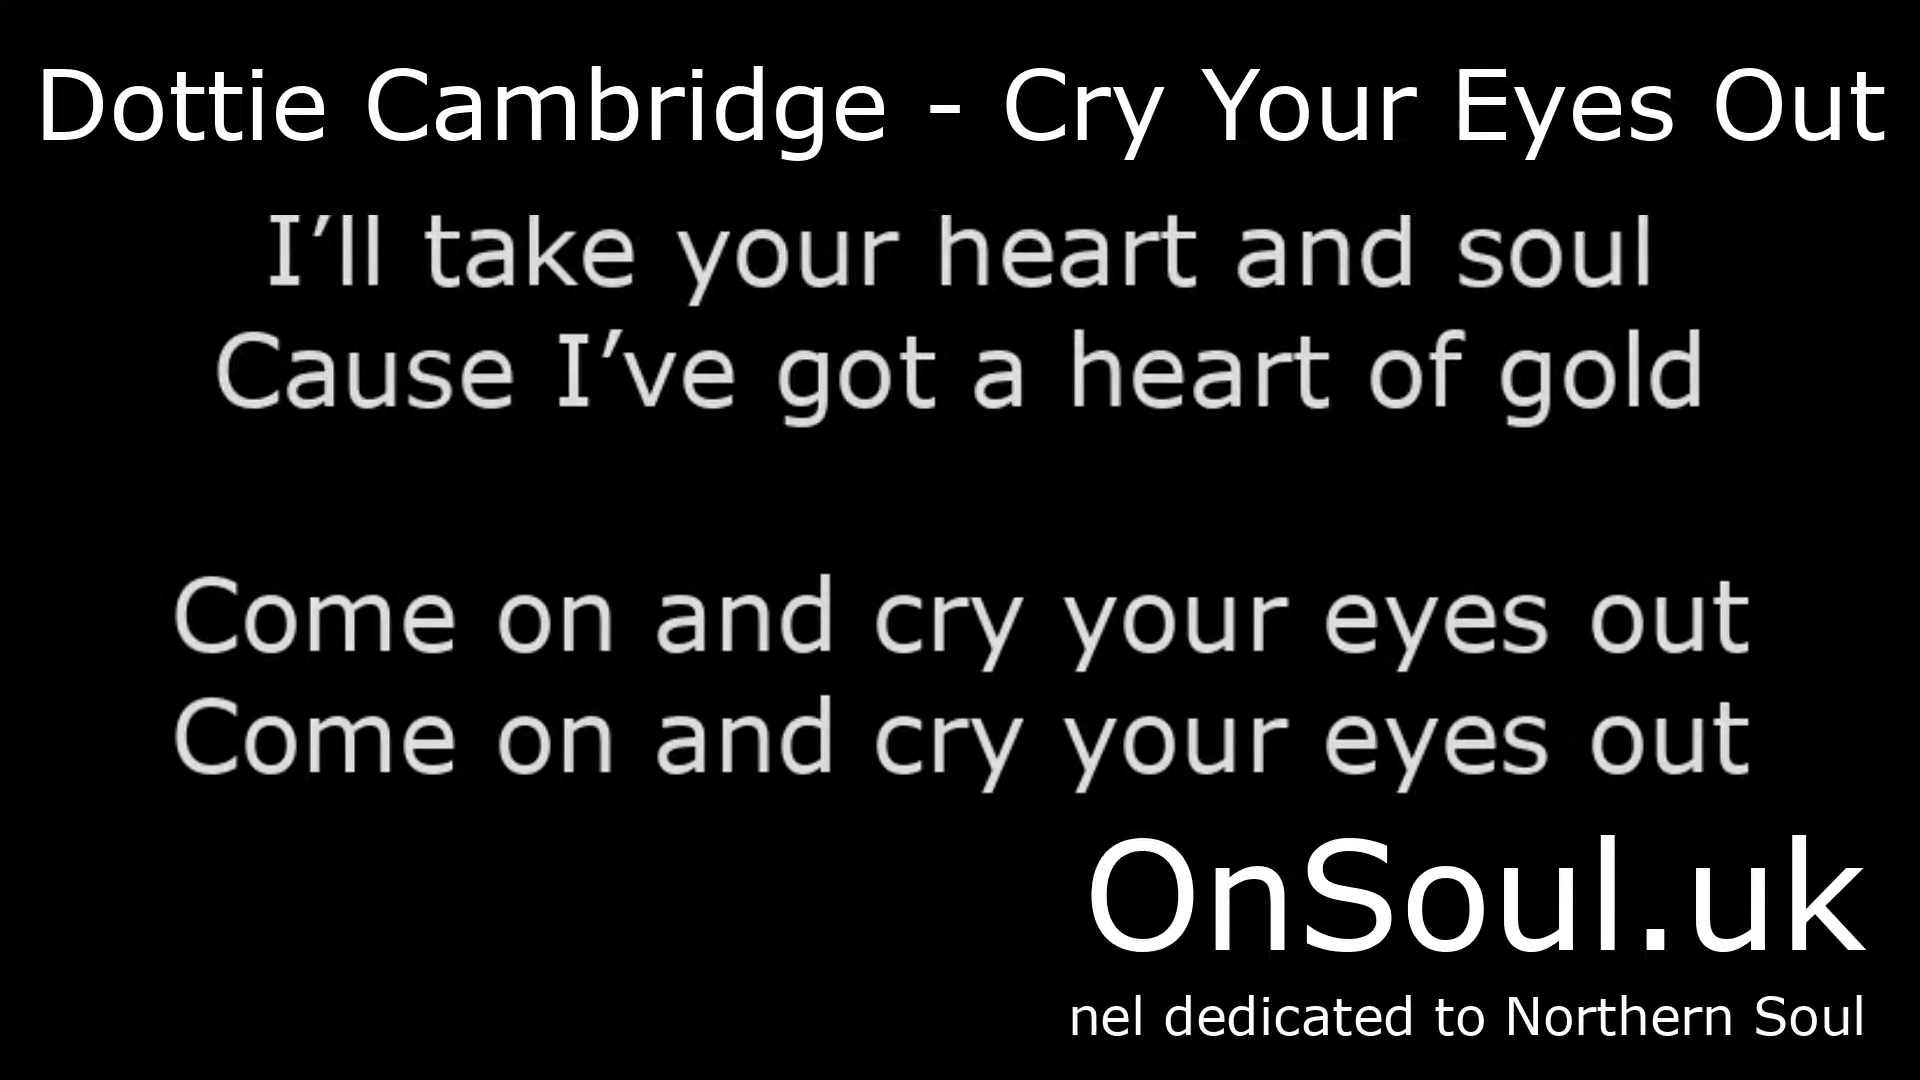 Dottie Cambridge - Cry Your Eyes Out
I’ll take your heart and soul
Cause I’ve got a heart of gold
Come on and cry your eyes out
Come on and cry your eyes out
OnSoul.uk
nel dedicated to Northern Soul